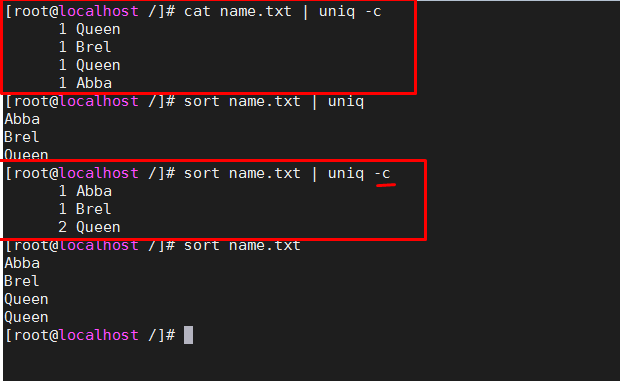 [root@localhost /]# cat name.txt | uniq -c
      1 Queen
      1 Brel
      1 Queen
      1 Abba
[root@localhost /]# sort name.txt | uniq
Abba
Brel
Queen
[root@localhost /]# sort name.txt | uniq -c
      1 Abba
      1 Brel
      2 Queen
[root@localhost /]# sort name.txt
Abba
Brel
Queen
Queen
[root@localhost /]#